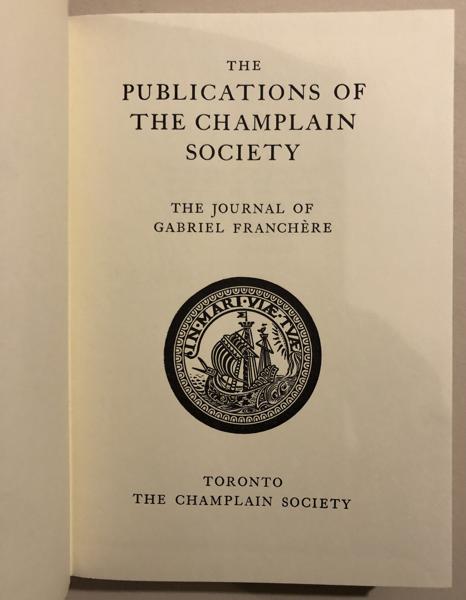 THE
PUBLICATIONS OF
THE CHAMPLAIN
SOCIETY
THE JOURNAL OF
GABRIEL FRANCHÈRE
IN·MARI·VIÆ·TVÆ
TORONTO
THE CHAMPLAIN SOCIETY